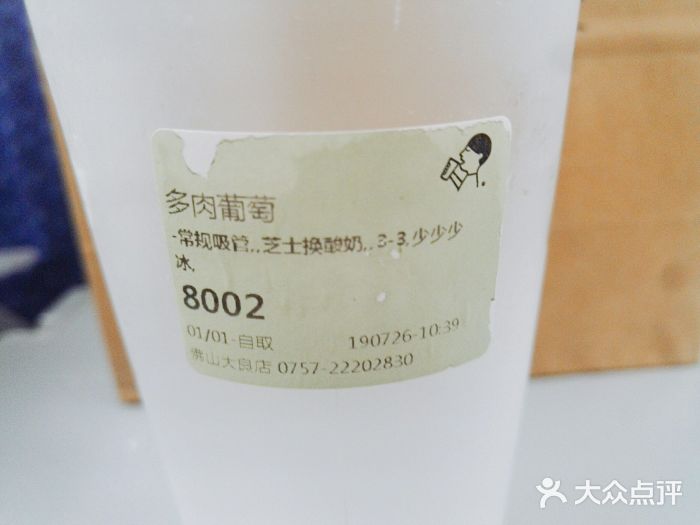 多肉葡萄
-常规吸管,,芝士换酸奶,,3-3,少少少
冰,
8002
01/01-自取 190726-10:39
佛山大良店 0757-22202830
大众点评